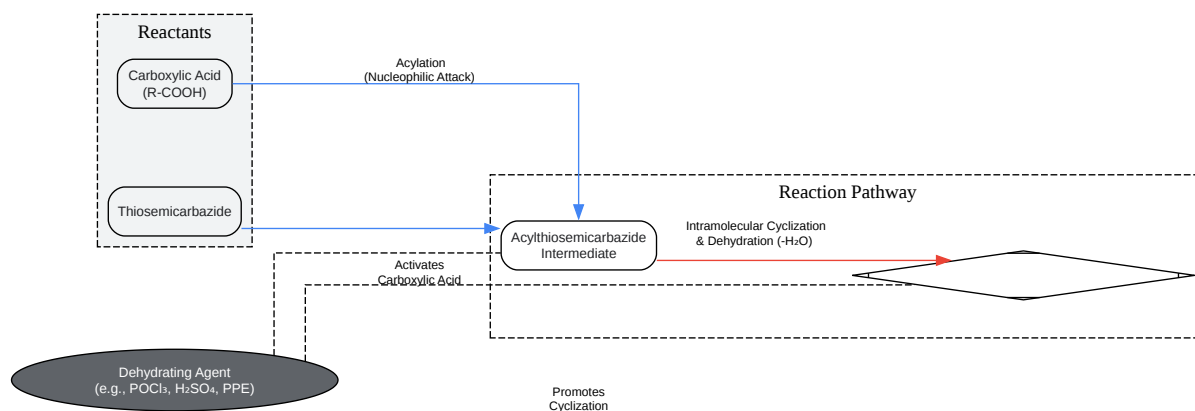 Reactants
Carboxylic Acid
(R-COOH)
Acylation
(Nucleophilic Attack)
Thiosemicarbazide
Reaction Pathway
Acylthiosemicarbazide
Intermediate
Intramolecular Cyclization
& Dehydration (-H₂O)
Activates
Carboxylic Acid
Dehydrating Agent
(e.g., POCl₃, H₂SO₄, PPE)
Promotes
Cyclization